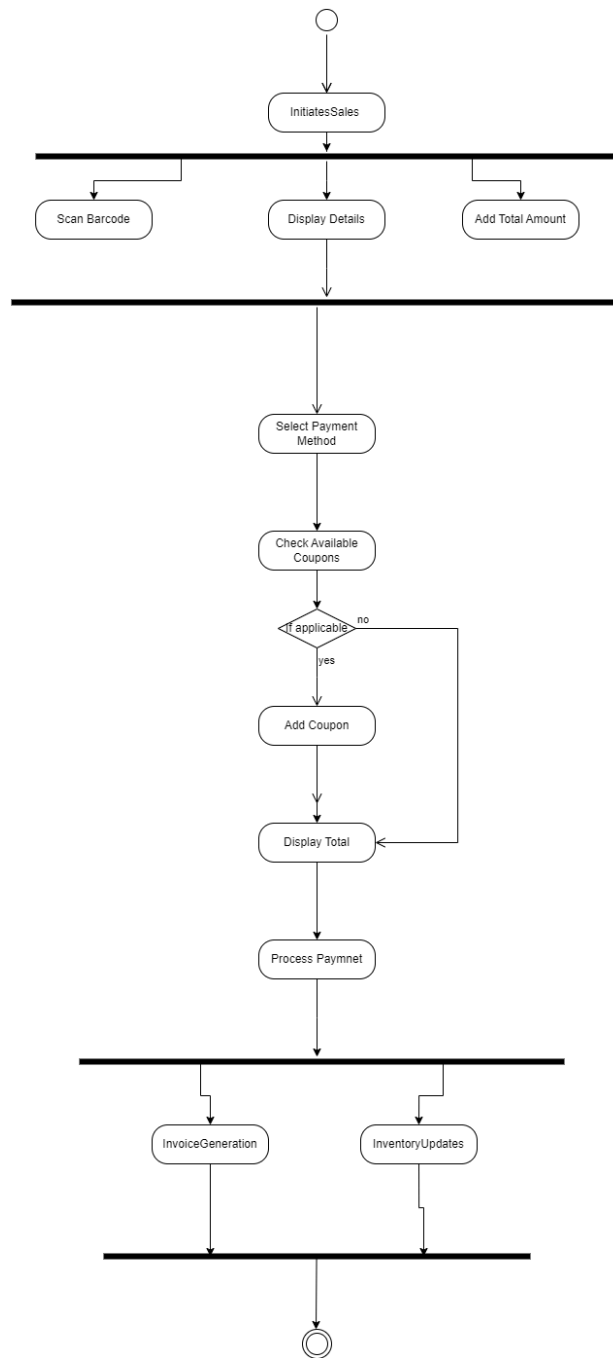 InitiatesSales
Scan Barcode
Display Details
Add Total Amount
Select Payment
Method
Check Available
Coupons
If applicable
no
yes
Add Coupon
Display Total
Process Paymnet
InvoiceGeneration
InventoryUpdates